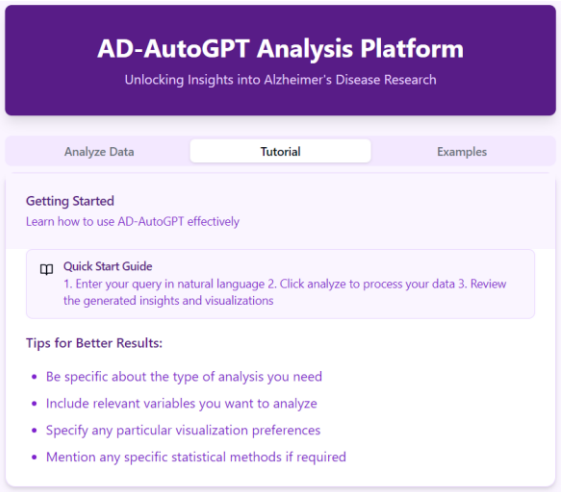 AD-AutoGPT Analysis Platform
Unlocking Insights into Alzheimer's Disease Research
Analyze Data
Tutorial
Examples
Getting Started
Learn how to use AD-AutoGPT effectively
Quick Start Guide
1. Enter your query in natural language 2. Click analyze to process your data 3. Review
the generated insights and visualizations
Tips for Better Results:
• Be specific about the type of analysis you need
• Include relevant variables you want to analyze
• Specify any particular visualization preferences
• Mention any specific statistical methods if required